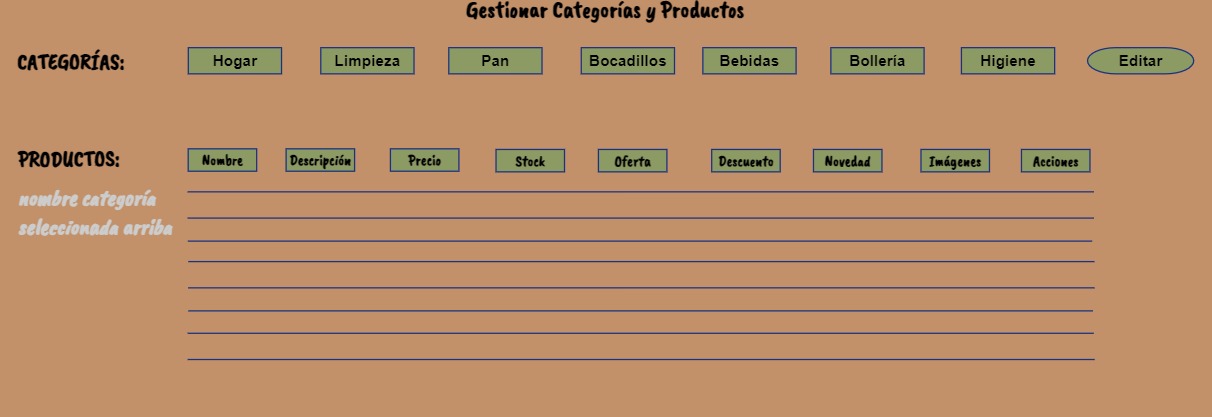 Gestionar Categorías y Productos
CATEGORÍAS: Hogar Limpieza Pan Bocadillos Bebidas Bollería Higiene Editar
PRODUCTOS: Nombre Descripción Precio Stock Oferta Descuento Novedad Imágenes Acciones
nombre categoría
seleccionada arriba